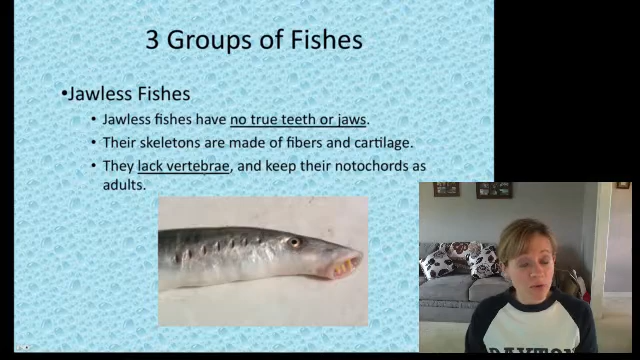 3 Groups of Fishes
•Jawless Fishes
• Jawless fishes have no true teeth or jaws.
• Their skeletons are made of fibers and cartilage.
• They lack vertebrae, and keep their notochords as
adults.
DAYTON